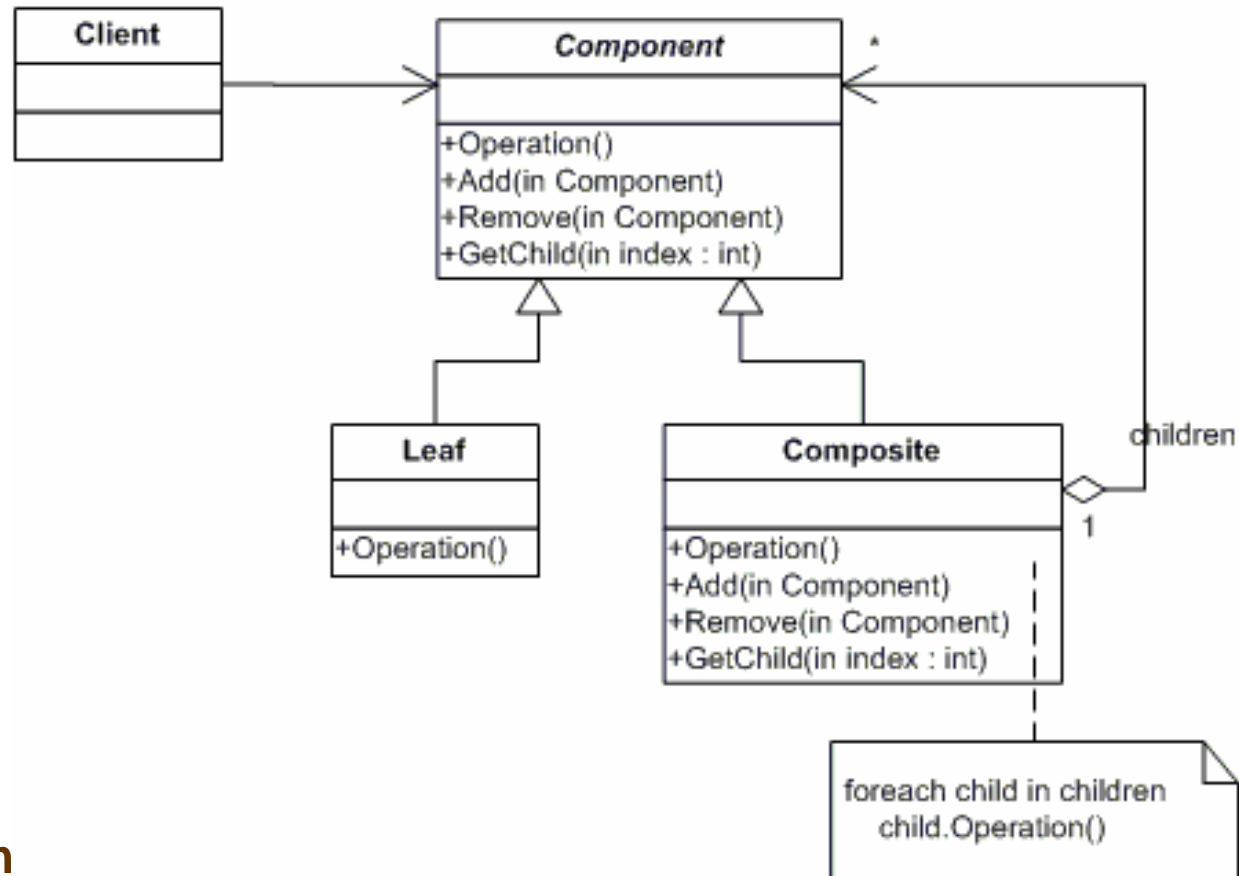 Client
Component
*
+Operation()
+Add(in Component)
+Remove(in Component)
+GetChild(in index : int)
Leaf
+Operation()
Composite
children
1
+Operation()
+Add(in Component)
+Remove(in Component)
+GetChild(in index : int)
foreach child in children
child.Operation()